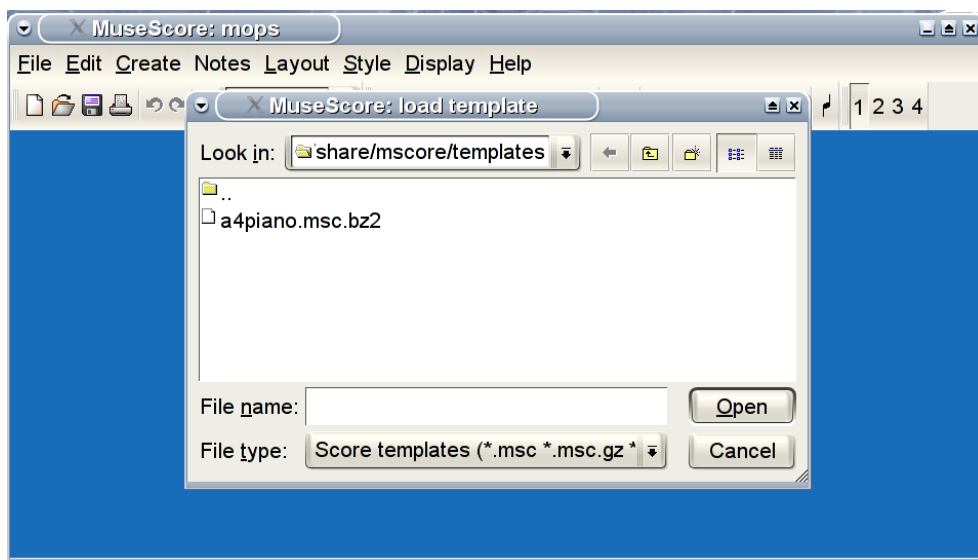 MuseScore: mops
File Edit Create Notes Layout Style Display Help
MuseScore: load template
1 2 3 4
Look in: share/mscore/templates
..
a4piano.msc.bz2
File name: Open
File type: Score templates (*.msc *.msc.gz * Cancel